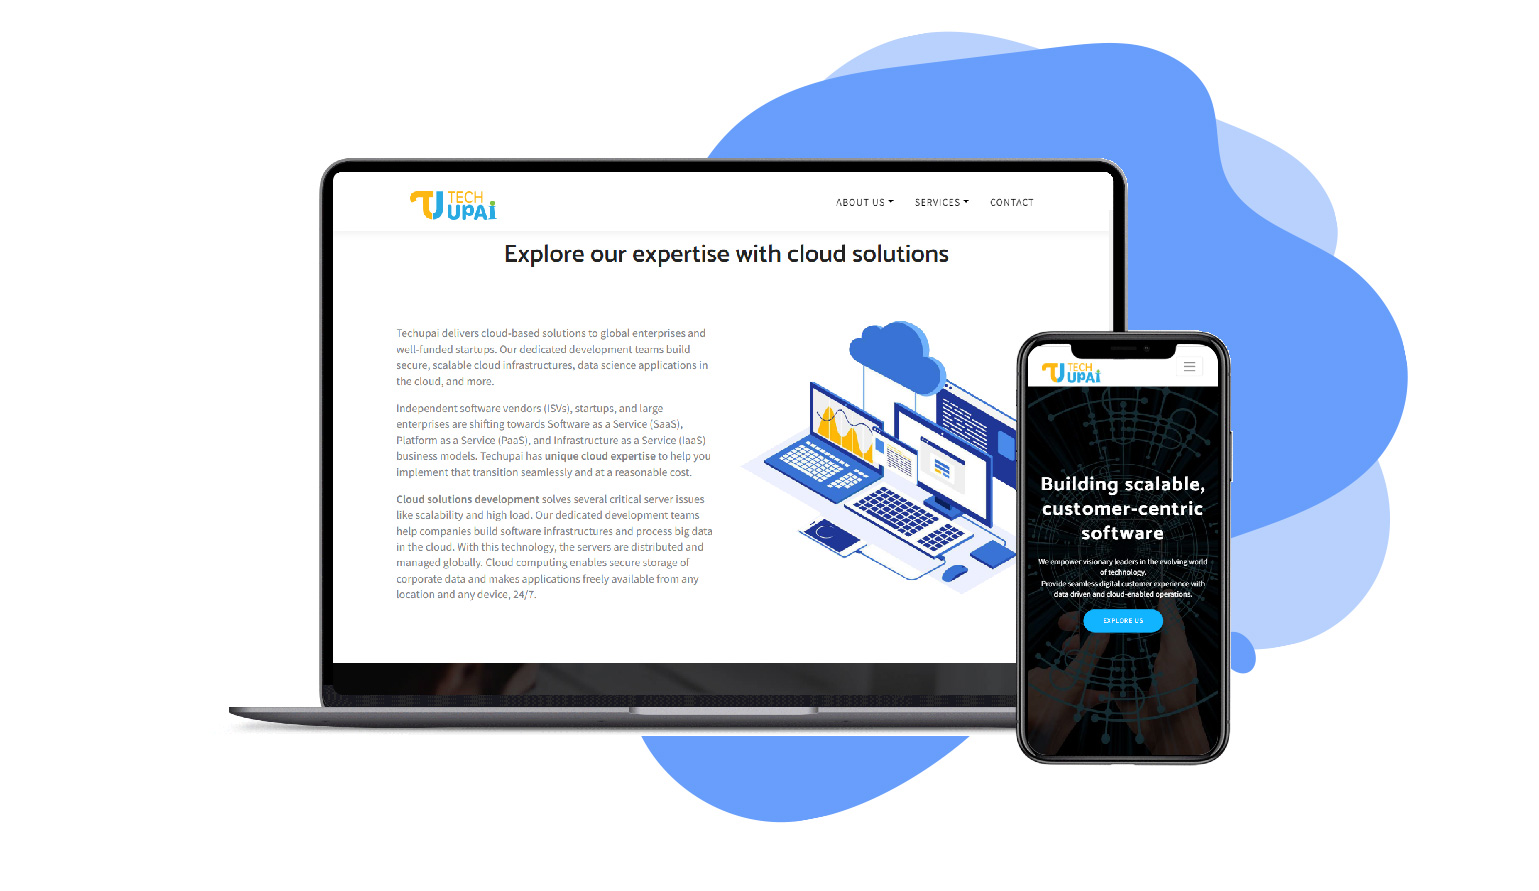 TECH
UPAi
ABOUT US
SERVICES
CONTACT
Explore our expertise with cloud solutions
Techupai delivers cloud-based solutions to global enterprises and
well-funded startups. Our dedicated development teams build
secure, scalable cloud infrastructures, data science applications in
the cloud, and more.
Independent software vendors (ISVs), startups, and large
enterprises are shifting towards Software as a Service (SaaS),
Platform as a Service (PaaS), and Infrastructure as a Service (IaaS)
business models. Techupai has unique cloud expertise to help you
implement that transition seamlessly and at a reasonable cost.
Cloud solutions development solves several critical server issues
like scalability and high load. Our dedicated development teams
help companies build software infrastructures and process big data
in the cloud. With this technology, the servers are distributed and
managed globally. Cloud computing enables secure storage of
corporate data and makes applications freely available from any
location and any device, 24/7.
TECH
UPAi
Building scalable,
customer-centric
software
We empower visionary leaders in the evolving world
of technology.
Provide seamless digital customer experience with
data driven and cloud-enabled operations.
EXPLORE US